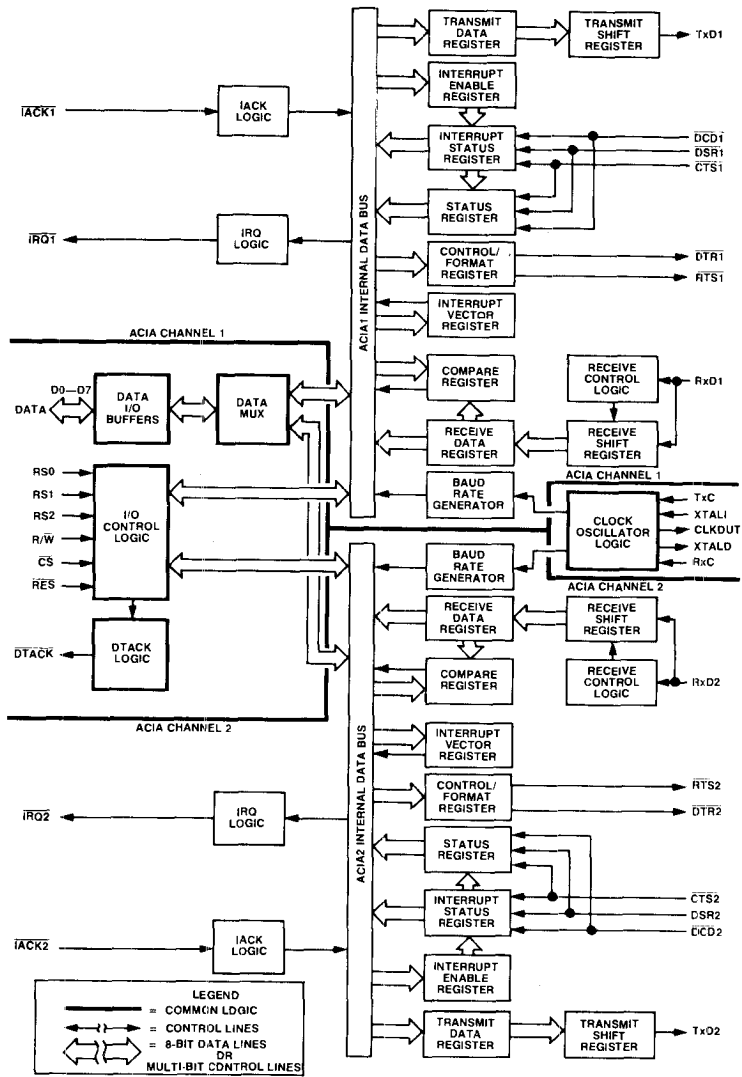 TRANSMIT
DATA
REGISTER
TRANSMIT
SHIFT
REGISTER
TxD1
INTERRUPT
ENABLE
REGISTER
IACK1
IACK
LOGIC
INTERRUPT
STATUS
REGISTER
DCD1
DSR1
CTS1
STATUS
REGISTER
IRQ1
IRQ
LOGIC
ACIA1 INTERNAL DATA BUS
CONTROL/
FORMAT
REGISTER
DTR1
RTS1
INTERRUPT
VECTOR
REGISTER
ACIA CHANNEL 1
DATA
D0—D7
DATA
I/O
BUFFERS
DATA
MUX
COMPARE
REGISTER
RECEIVE
CONTROL
LOGIC
RxD1
RECEIVE
DATA
REGISTER
RECEIVE
SHIFT
REGISTER
RS0
RS1
RS2
R/W
CS
RES
I/O
CONTROL
LOGIC
BAUD
RATE
GENERATOR
ACIA CHANNEL 1
CLOCK
OSCILLATOR
LOGIC
TxC
XTALI
CLKDUT
XTALD
RxC
ACIA CHANNEL 2
BAUD
RATE
GENERATOR
DTACK
DTACK
LOGIC
RECEIVE
DATA
REGISTER
RECEIVE
SHIFT
REGISTER
COMPARE
REGISTER
RECEIVE
CONTROL
LOGIC
RxD2
ACIA CHANNEL 2
ACIA2 INTERNAL DATA BUS
INTERRUPT
VECTOR
REGISTER
IRQ2
IRQ
LOGIC
CONTROL/
FORMAT
REGISTER
RTS2
DTR2
STATUS
REGISTER
INTERRUPT
STATUS
REGISTER
CTS2
DSR2
DCD2
IACK2
IACK
LOGIC
INTERRUPT
ENABLE
REGISTER
TRANSMIT
DATA
REGISTER
TRANSMIT
SHIFT
REGISTER
TxD2
LEGEND
= COMMON LOGIC
= CONTROL LINES
= 8-BIT DATA LINES
DR
MULTI-BIT CONTROL LINES